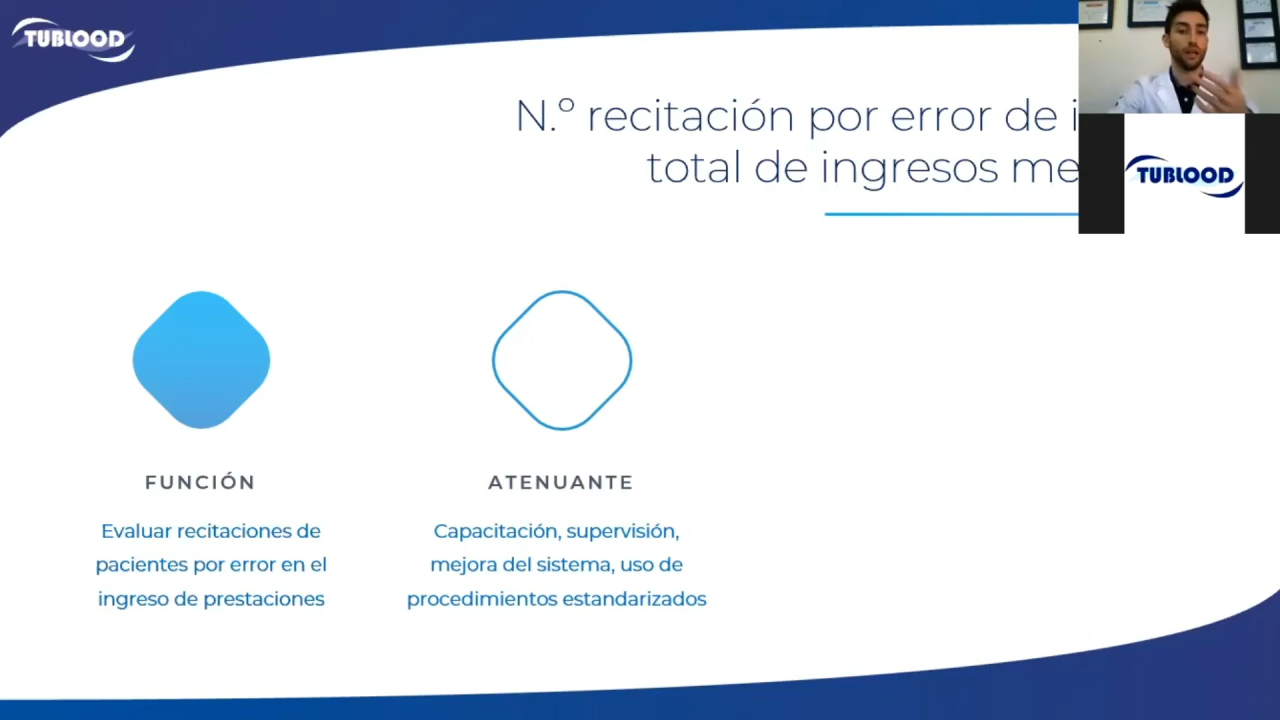 TUBLOOD
N.º recitación por error de
total de ingresos
TUBLOOD
FUNCIÓN
Evaluar recitaciones de
pacientes por error en el
ingreso de prestaciones
ATENUANTE
Capacitación, supervisión,
mejora del sistema, uso de
procedimientos estandarizados